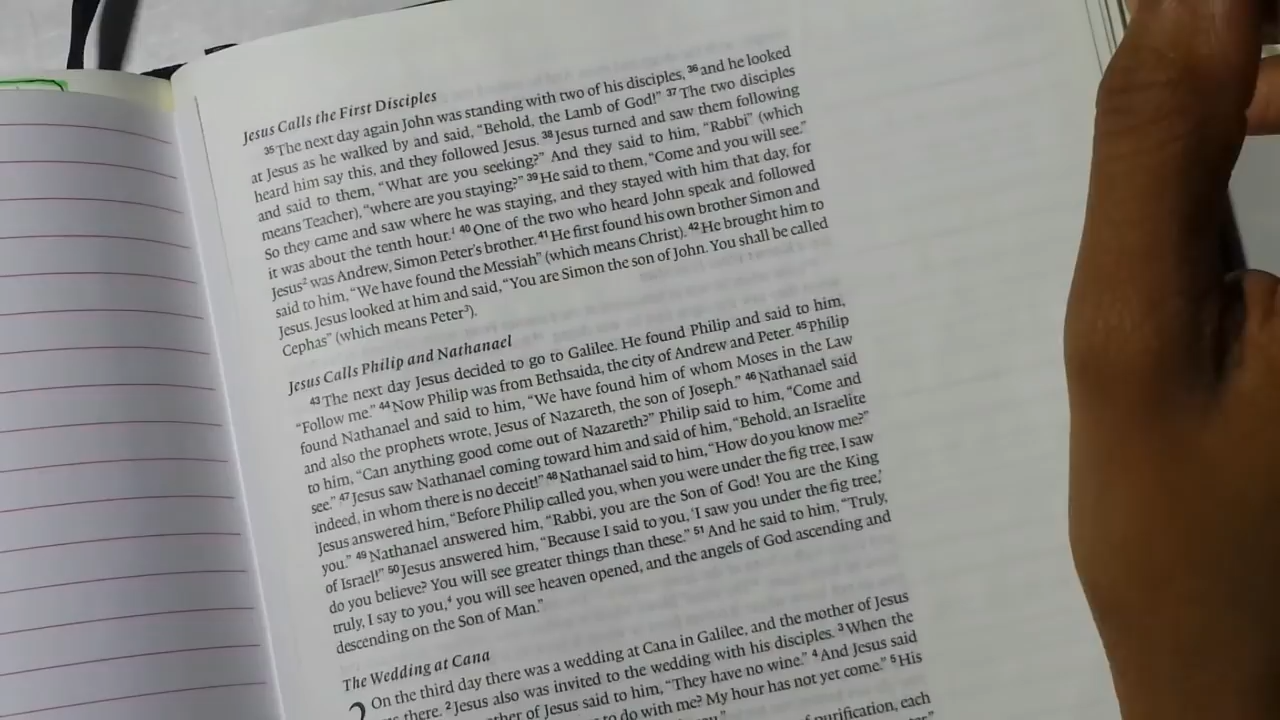 Jesus Calls the First Disciples
35 The next day again John was standing with two of his disciples, 36 and he looked
at Jesus as he walked by and said, “Behold, the Lamb of God!” 37 The two disciples
heard him say this, and they followed Jesus. 38 Jesus turned and saw them following
and said to them, “What are you seeking?” And they said to him, “Rabbi” (which
means Teacher), “where are you staying?” 39 He said to them, “Come and you will see.”
So they came and saw where he was staying, and they stayed with him that day, for
it was about the tenth hour.1 40 One of the two who heard John speak and followed
Jesus2 was Andrew, Simon Peter’s brother. 41 He first found his own brother Simon and
said to him, “We have found the Messiah” (which means Christ). 42 He brought him to
Jesus. Jesus looked at him and said, “You are Simon the son of John. You shall be called
Cephas” (which means Peter3).
Jesus Calls Philip and Nathanael
43 The next day Jesus decided to go to Galilee. He found Philip and said to him,
“Follow me.” 44 Now Philip was from Bethsaida, the city of Andrew and Peter. 45 Philip
found Nathanael and said to him, “We have found him of whom Moses in the Law
and also the prophets wrote, Jesus of Nazareth, the son of Joseph.” 46 Nathanael said
to him, “Can anything good come out of Nazareth?” Philip said to him, “Come and
see.” 47 Jesus saw Nathanael coming toward him and said of him, “Behold, an Israelite
indeed, in whom there is no deceit!” 48 Nathanael said to him, “How do you know me?”
Jesus answered him, “Before Philip called you, when you were under the fig tree, I saw
you.” 49 Nathanael answered him, “Rabbi, you are the Son of God! You are the King
of Israel!” 50 Jesus answered him, “Because I said to you, ‘I saw you under the fig tree,’
do you believe? You will see greater things than these.” 51 And he said to him, “Truly,
truly, I say to you,4 you will see heaven opened, and the angels of God ascending and
descending on the Son of Man.”
The Wedding at Cana
2 On the third day there was a wedding at Cana in Galilee, and the mother of Jesus
there. 2 Jesus also was invited to the wedding with his disciples. 3 When the
of Jesus said to him, “They have no wine.” 4 And Jesus said
to do with me? My hour has not yet come.” 5 His
of purification, each